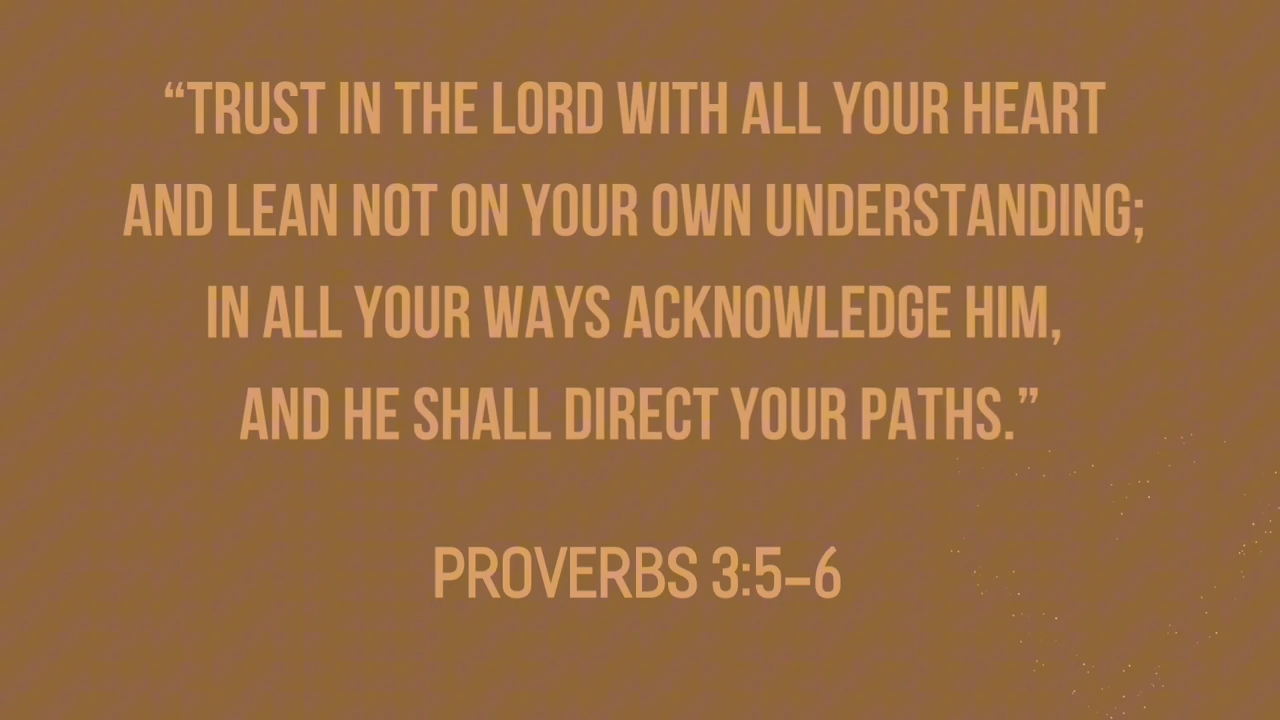 “TRUST IN THE LORD WITH ALL YOUR HEART
AND LEAN NOT ON YOUR OWN UNDERSTANDING;
IN ALL YOUR WAYS ACKNOWLEDGE HIM,
AND HE SHALL DIRECT YOUR PATHS.”
PROVERBS 3:5–6